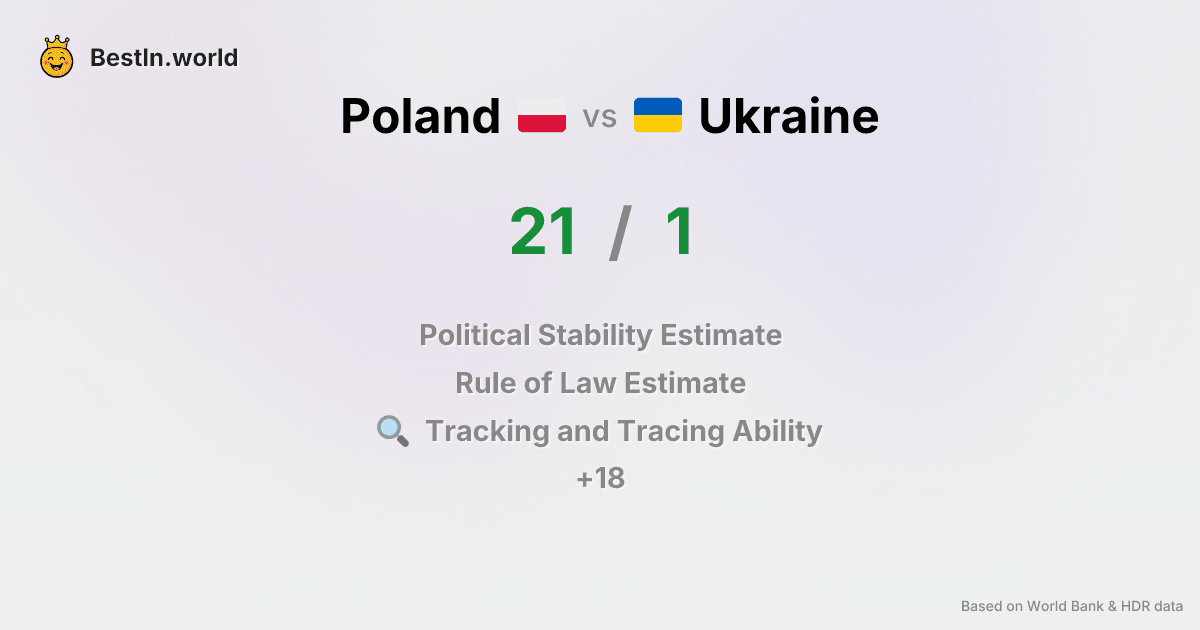 BestIn.world
Poland vs Ukraine
21 / 1
Political Stability Estimate
Rule of Law Estimate
Tracking and Tracing Ability
+18
Based on World Bank & HDR data